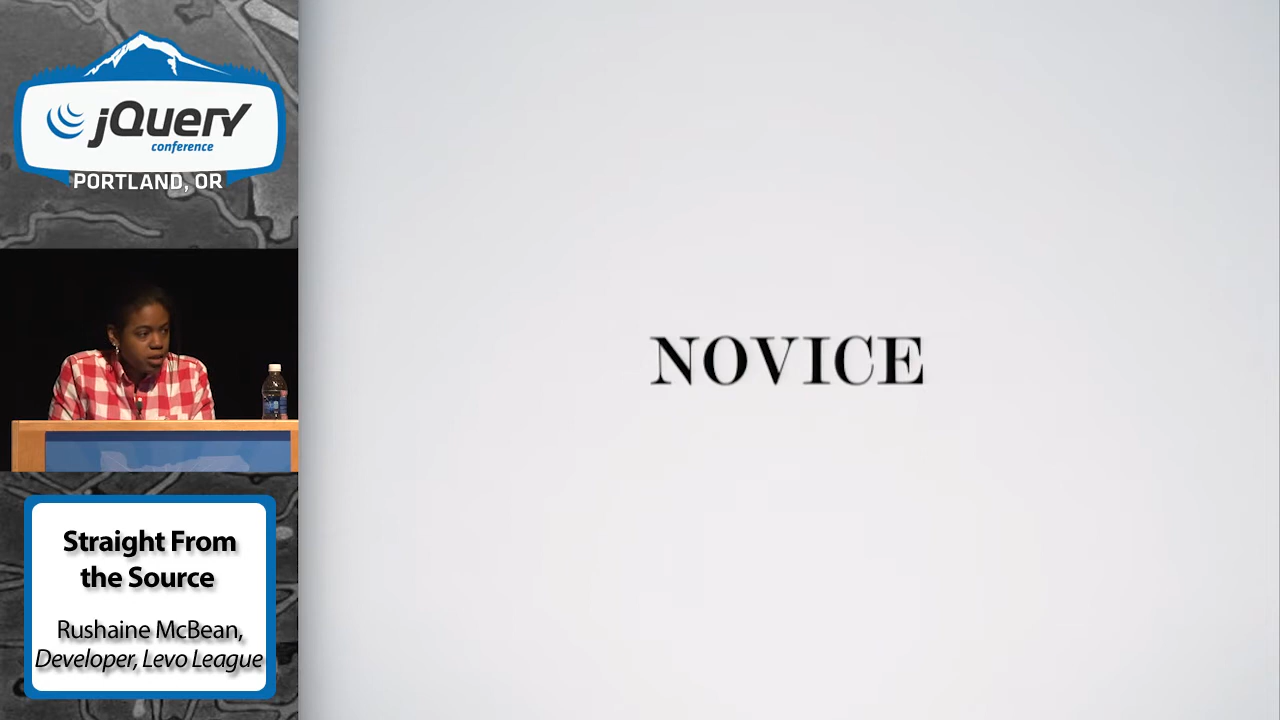 jQuery
conference
PORTLAND, OR
NOVICE
Straight From
the Source
Rushaine McBean,
Developer, Levo League